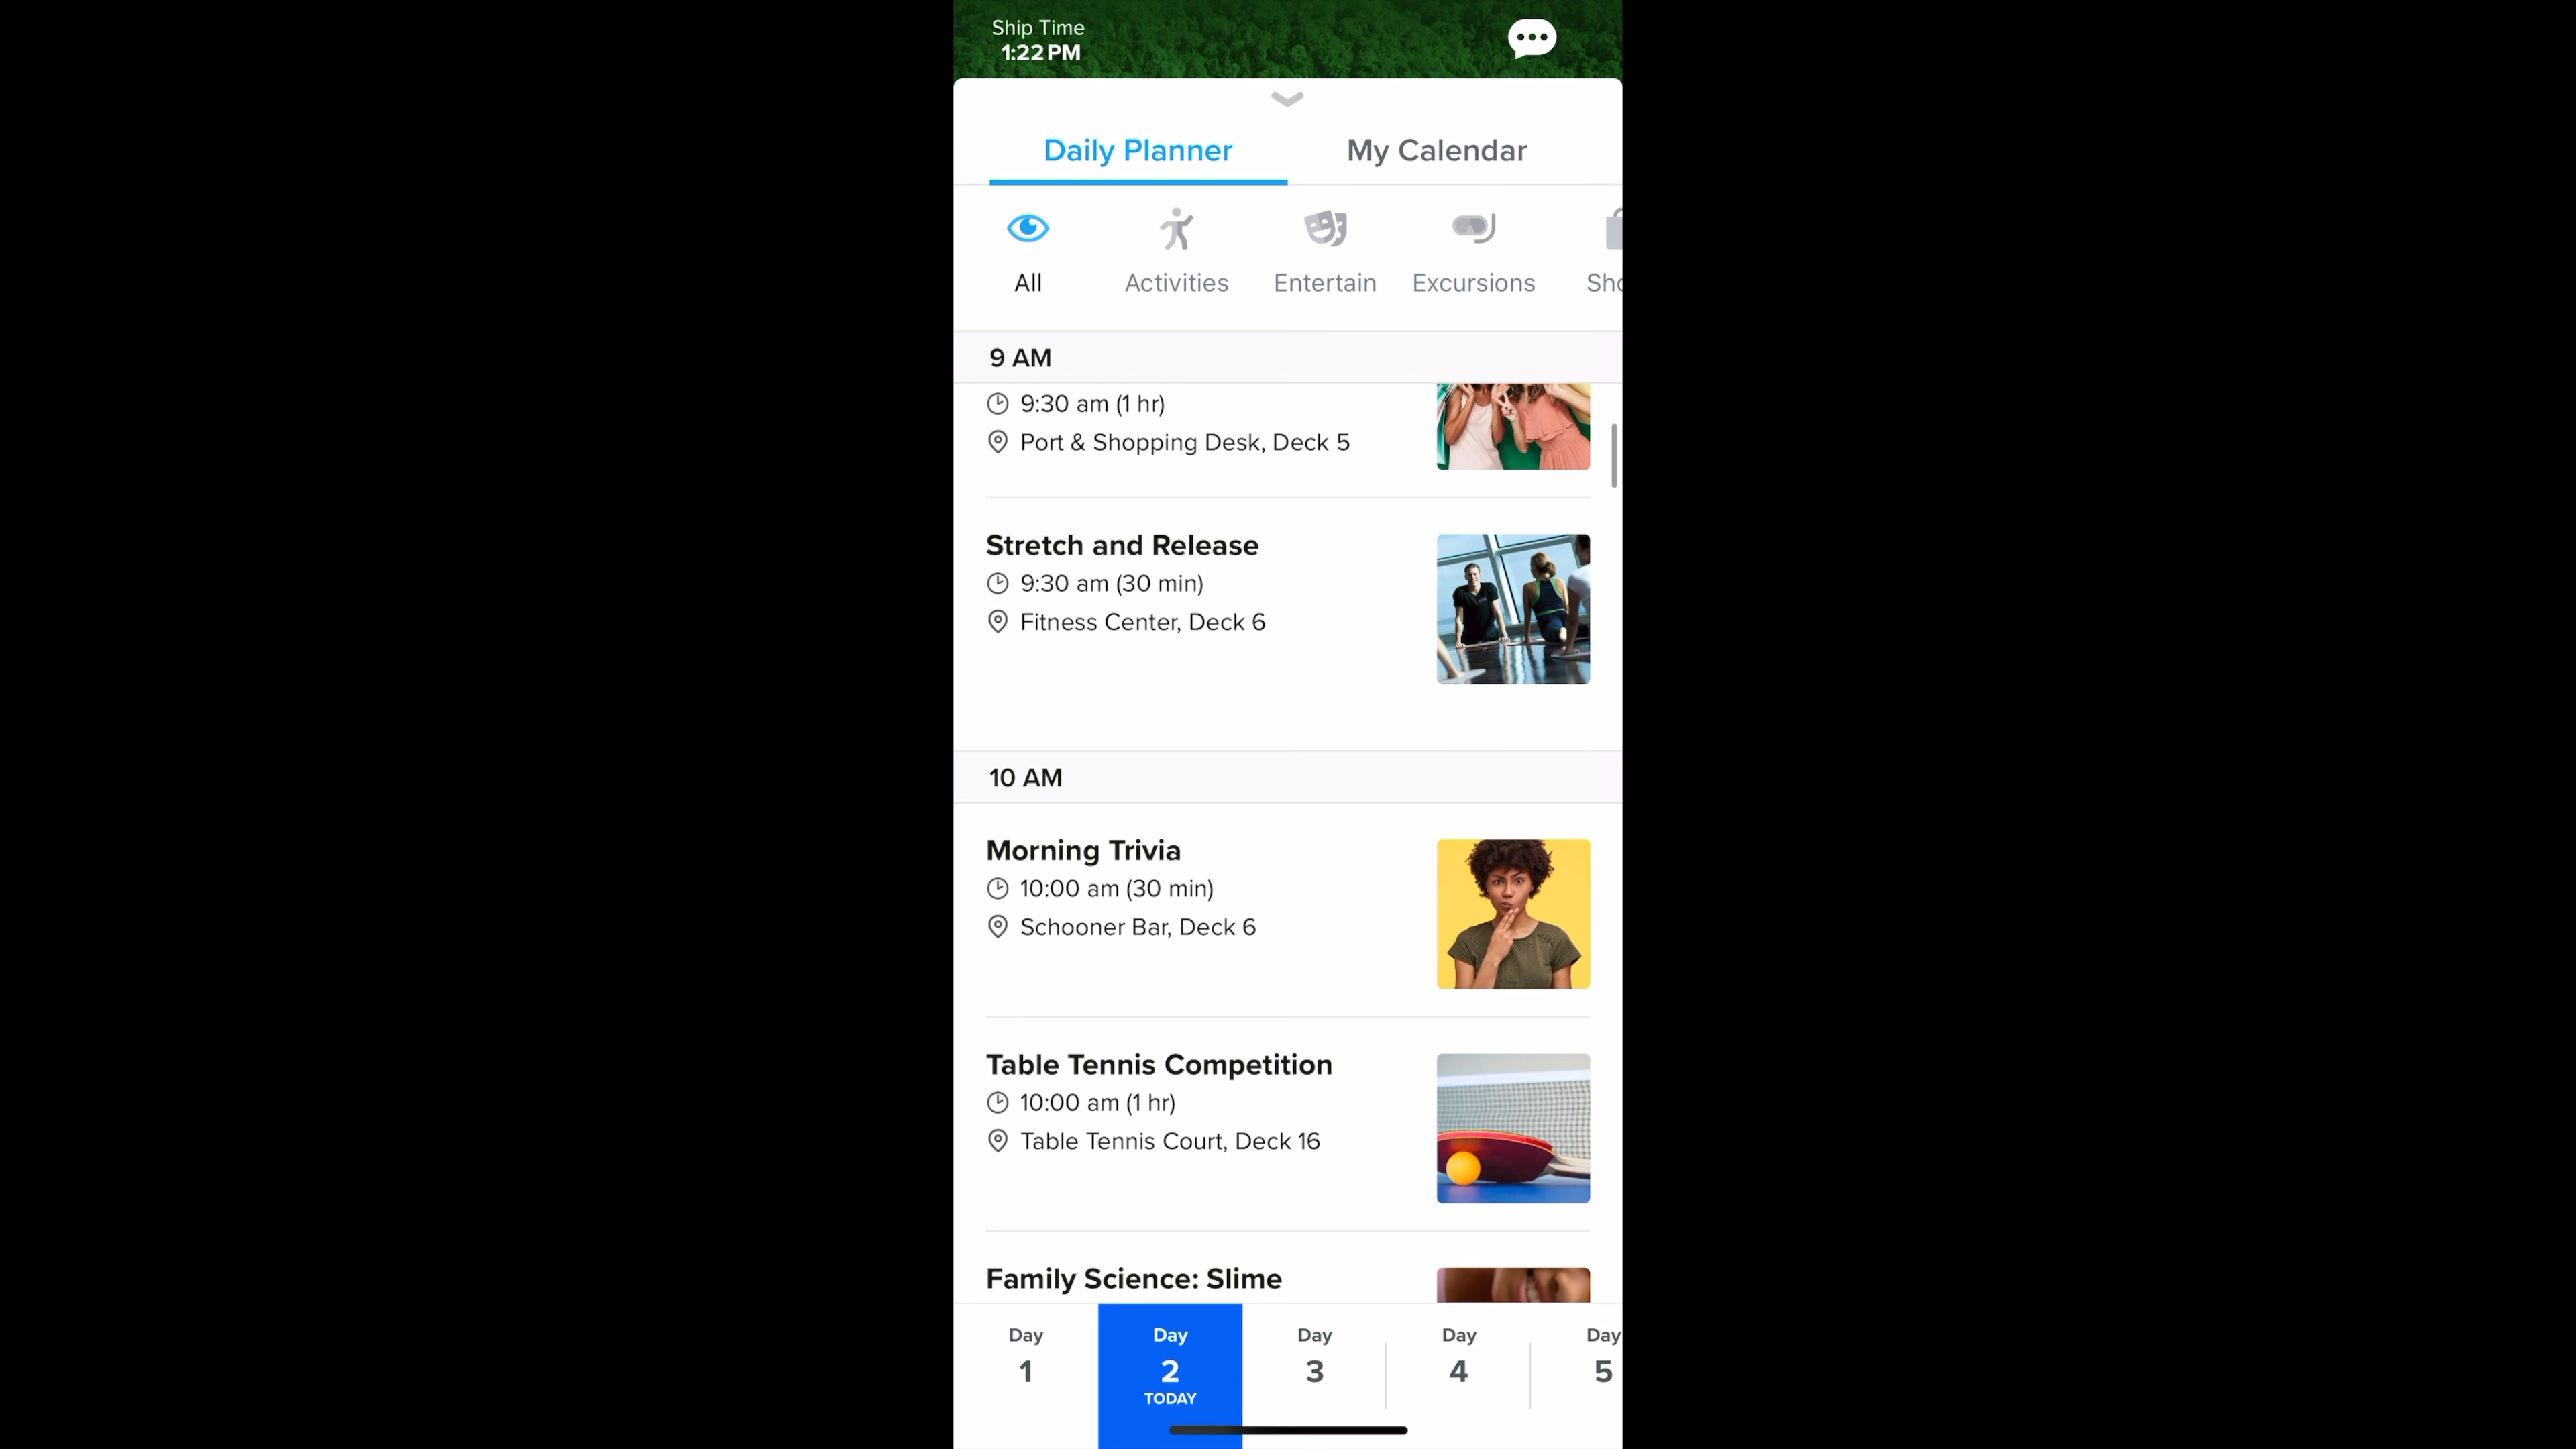 Ship Time
1:22 PM
Daily Planner
My Calendar
All
Activities
Entertain
Excursions
9 AM
9:30 am (1 hr)
Port & Shopping Desk, Deck 5
Stretch and Release
9:30 am (30 min)
Fitness Center, Deck 6
10 AM
Morning Trivia
10:00 am (30 min)
Schooner Bar, Deck 6
Table Tennis Competition
10:00 am (1 hr)
Table Tennis Court, Deck 16
Family Science: Slime
Day
1
Day
2
TODAY
Day
3
Day
4
Day
5